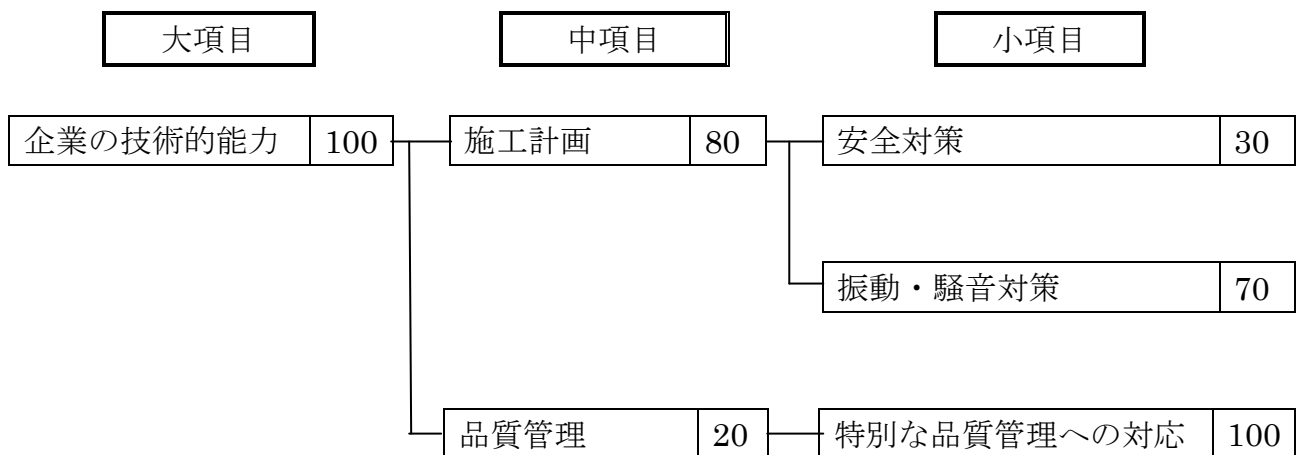 大項目 中項目 小項目
企業の技術的能力 100 施工計画 80 安全対策 30
振動・騒音対策 70
品質管理 20 特別な品質管理への対応 100